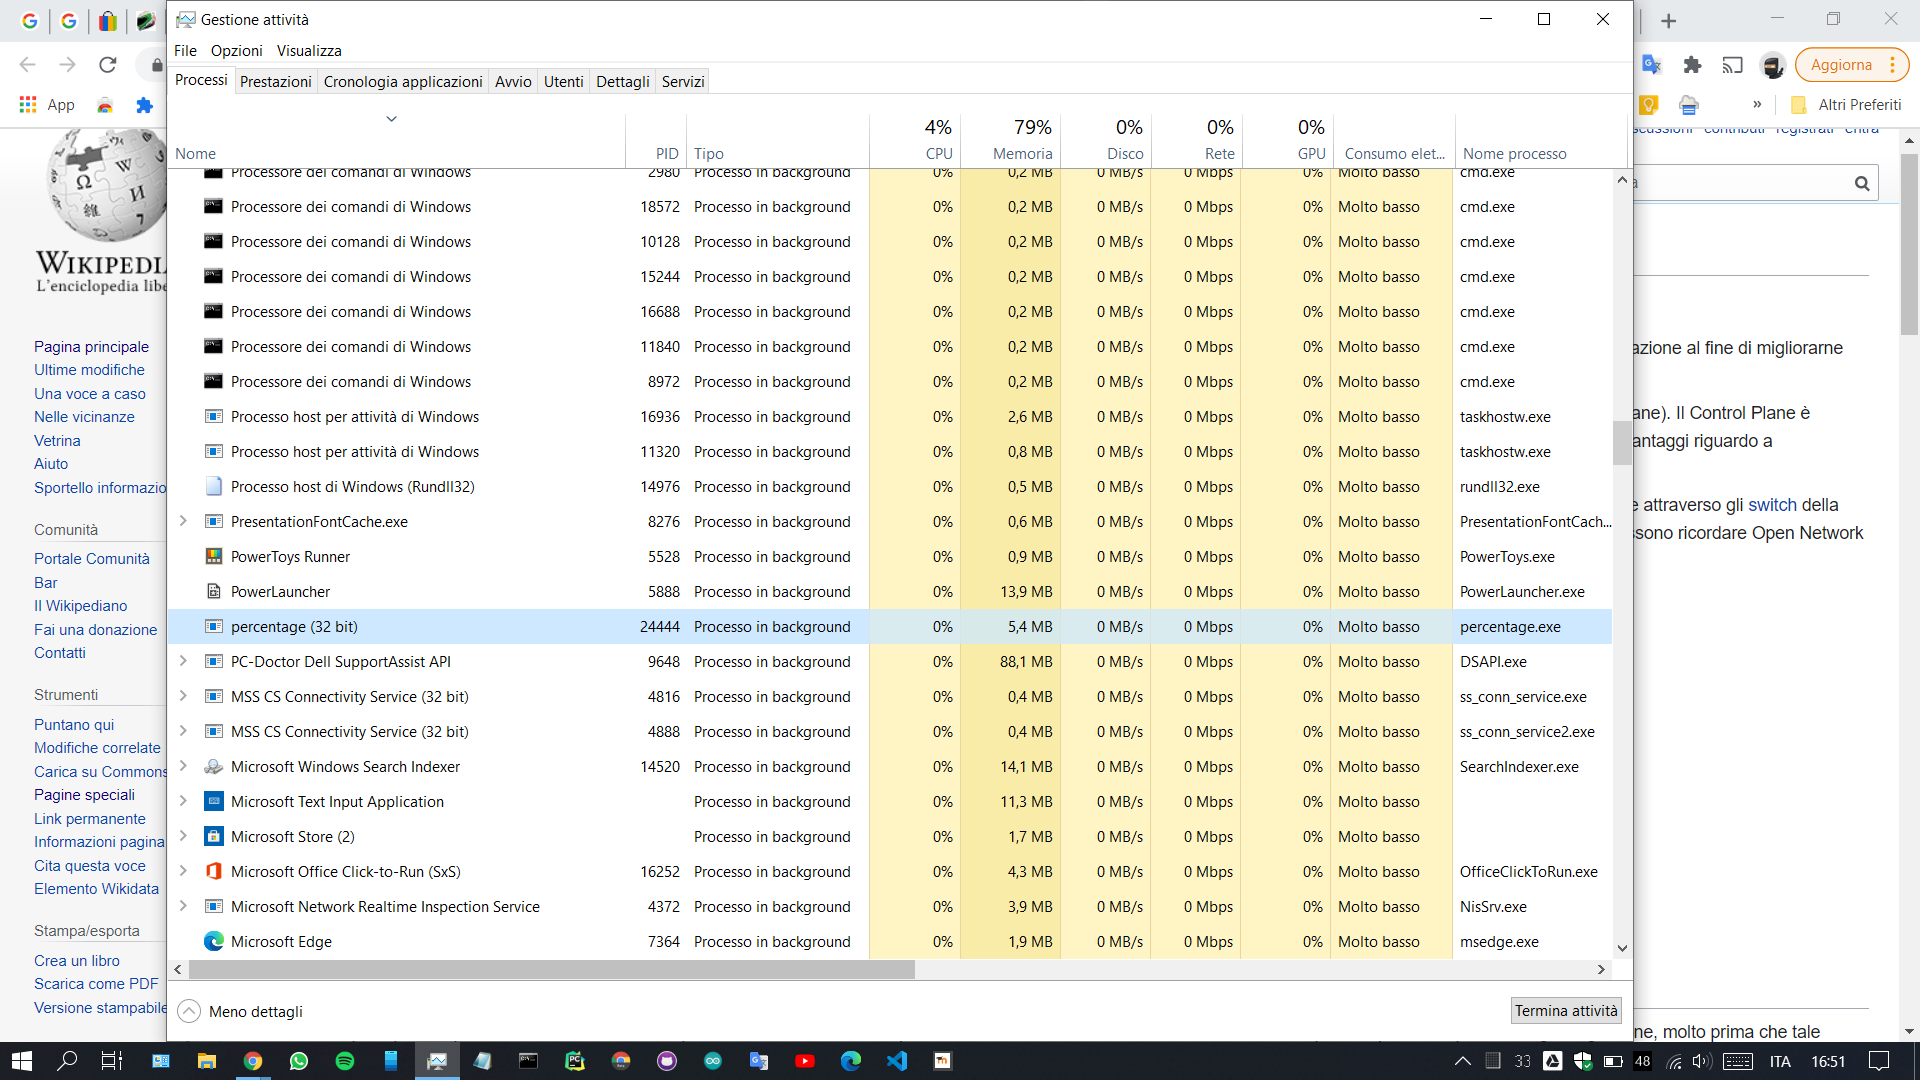 Gestione attività
File Opzioni Visualizza
Processi Prestazioni Cronologia applicazioni Avvio Utenti Dettagli Servizi
4% 79% 0% 0% 0%
Nome PID Tipo CPU Memoria Disco Rete GPU Consumo elet... Nome processo
Processore dei comandi di Windows 2980 Processo in background 0% 0,2 MB 0 MB/s 0 Mbps 0% Molto basso cmd.exe
Processore dei comandi di Windows 18572 Processo in background 0% 0,2 MB 0 MB/s 0 Mbps 0% Molto basso cmd.exe
Processore dei comandi di Windows 10128 Processo in background 0% 0,2 MB 0 MB/s 0 Mbps 0% Molto basso cmd.exe
Processore dei comandi di Windows 15244 Processo in background 0% 0,2 MB 0 MB/s 0 Mbps 0% Molto basso cmd.exe
Processore dei comandi di Windows 16688 Processo in background 0% 0,2 MB 0 MB/s 0 Mbps 0% Molto basso cmd.exe
Processore dei comandi di Windows 11840 Processo in background 0% 0,2 MB 0 MB/s 0 Mbps 0% Molto basso cmd.exe
Processore dei comandi di Windows 8972 Processo in background 0% 0,2 MB 0 MB/s 0 Mbps 0% Molto basso cmd.exe
Processo host per attività di Windows 16936 Processo in background 0% 2,6 MB 0 MB/s 0 Mbps 0% Molto basso taskhostw.exe
Processo host per attività di Windows 11320 Processo in background 0% 0,8 MB 0 MB/s 0 Mbps 0% Molto basso taskhostw.exe
Processo host di Windows (Rundll32) 14976 Processo in background 0% 0,5 MB 0 MB/s 0 Mbps 0% Molto basso rundll32.exe
PresentationFontCache.exe 8276 Processo in background 0% 0,6 MB 0 MB/s 0 Mbps 0% Molto basso PresentationFontCach...
PowerToys Runner 5528 Processo in background 0% 0,9 MB 0 MB/s 0 Mbps 0% Molto basso PowerToys.exe
PowerLauncher 5888 Processo in background 0% 13,9 MB 0 MB/s 0 Mbps 0% Molto basso PowerLauncher.exe
percentage (32 bit) 24444 Processo in background 0% 5,4 MB 0 MB/s 0 Mbps 0% Molto basso percentage.exe
PC-Doctor Dell SupportAssist API 9648 Processo in background 0% 88,1 MB 0 MB/s 0 Mbps 0% Molto basso DSAPI.exe
MSS CS Connectivity Service (32 bit) 4816 Processo in background 0% 0,4 MB 0 MB/s 0 Mbps 0% Molto basso ss_conn_service.exe
MSS CS Connectivity Service (32 bit) 4888 Processo in background 0% 0,4 MB 0 MB/s 0 Mbps 0% Molto basso ss_conn_service2.exe
Microsoft Windows Search Indexer 14520 Processo in background 0% 14,1 MB 0 MB/s 0 Mbps 0% Molto basso SearchIndexer.exe
Microsoft Text Input Application Processo in background 0% 11,3 MB 0 MB/s 0 Mbps 0% Molto basso
Microsoft Store (2) Processo in background 0% 1,7 MB 0 MB/s 0 Mbps 0% Molto basso
Microsoft Office Click-to-Run (SxS) 16252 Processo in background 0% 4,3 MB 0 MB/s 0 Mbps 0% Molto basso OfficeClickToRun.exe
Microsoft Network Realtime Inspection Service 4372 Processo in background 0% 3,9 MB 0 MB/s 0 Mbps 0% Molto basso NisSrv.exe
Microsoft Edge 7364 Processo in background 0% 1,9 MB 0 MB/s 0 Mbps 0% Molto basso msedge.exe
Meno dettagli Termina attività
App
WIKIPEDIA
L'enciclopedia libe
Pagina principale
Ultime modifiche
Una voce a caso
Nelle vicinanze
Vetrina
Aiuto
Sportello informazio
Comunità
Portale Comunità
Bar
Il Wikipediano
Fai una donazione
Contatti
Strumenti
Puntano qui
Modifiche correlate
Carica su Commons
Pagine speciali
Link permanente
Informazioni pagina
Cita questa voce
Elemento Wikidata
Stampa/esporta
Crea un libro
Scarica come PDF
Versione stampabile
Aggiorna
» Altri Preferiti
scussioni contributi registrati entra
a
azione al fine di migliorarne
ane). Il Control Plane è
antaggi riguardo a
e attraverso gli switch della
ssono ricordare Open Network
ne, molto prima che tale
33 48 ITA 16:51